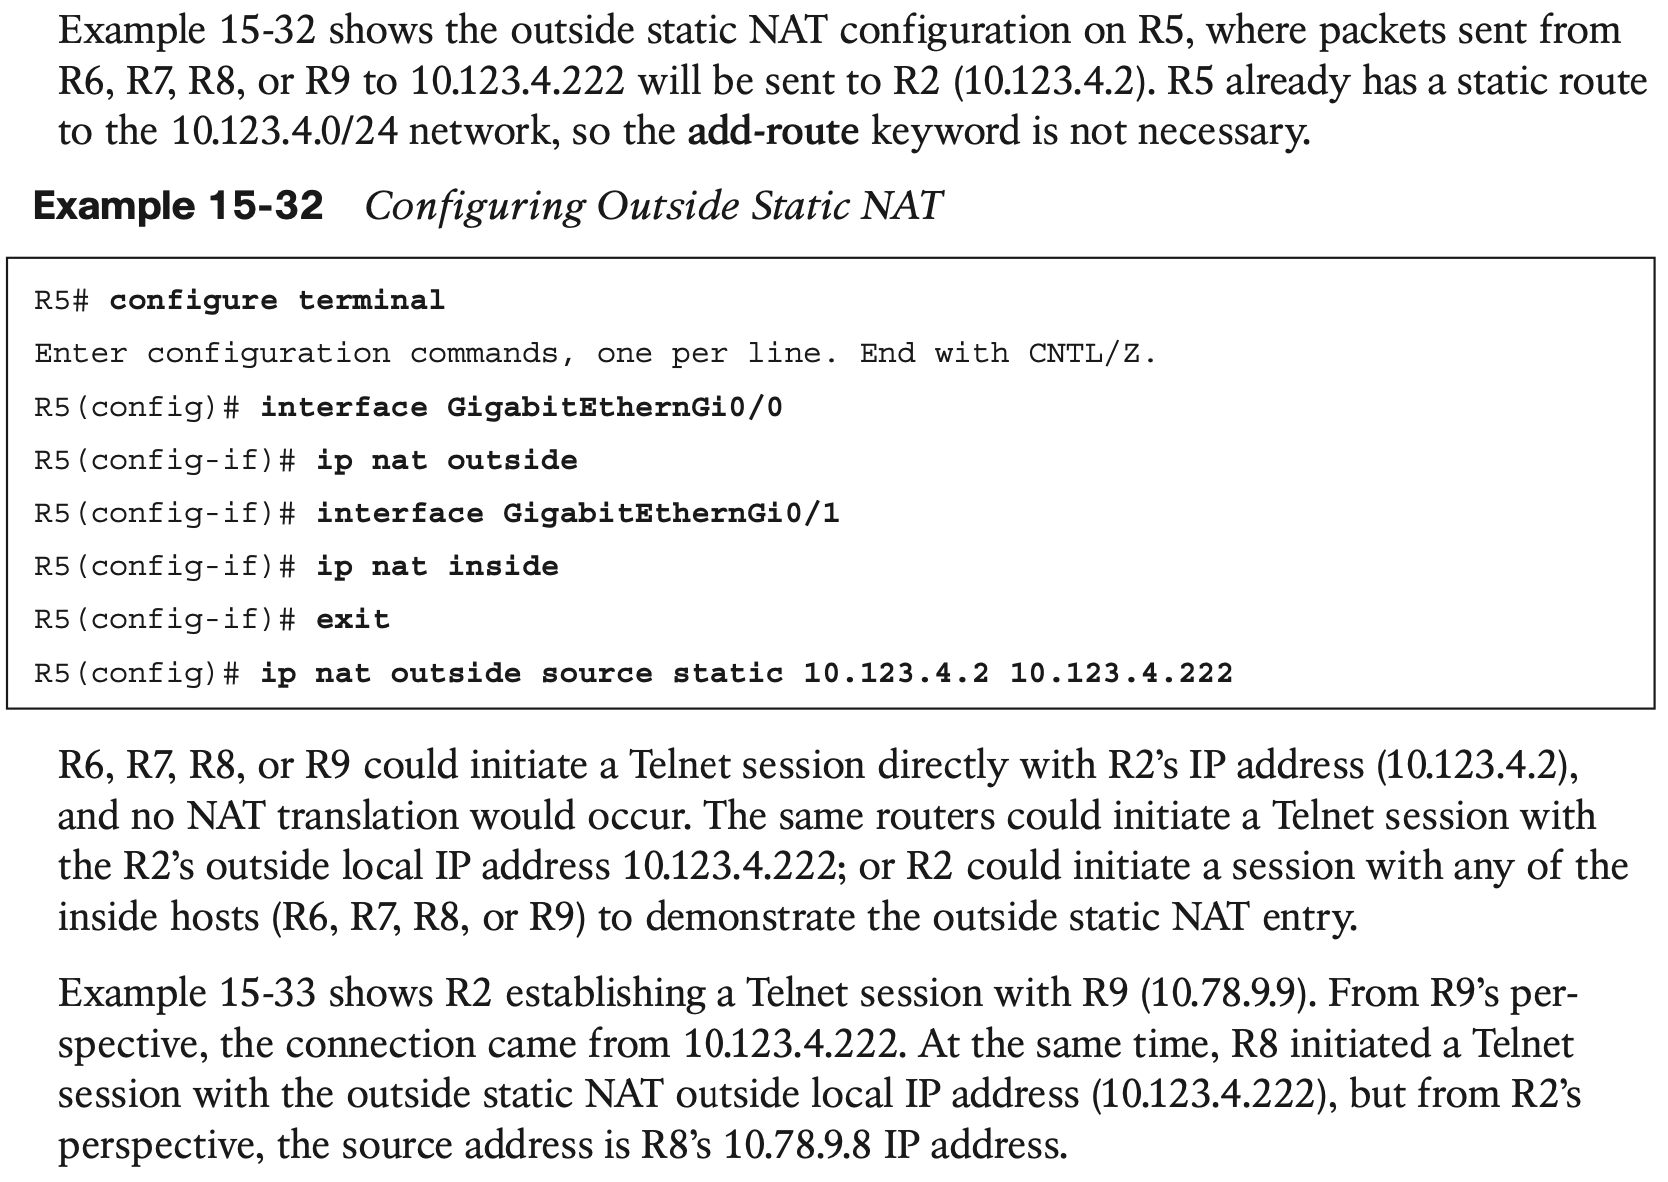 Example 15-32 shows the outside static NAT configuration on R5, where packets sent from
R6, R7, R8, or R9 to 10.123.4.222 will be sent to R2 (10.123.4.2). R5 already has a static route
to the 10.123.4.0/24 network, so the add-route keyword is not necessary.
Example 15-32 Configuring Outside Static NAT
R5# configure terminal
Enter configuration commands, one per line. End with CNTL/Z.
R5(config)# interface GigabitEthernGi0/0
R5(config-if)# ip nat outside
R5(config-if)# interface GigabitEthernGi0/1
R5(config-if)# ip nat inside
R5(config-if)# exit
R5(config)# ip nat outside source static 10.123.4.2 10.123.4.222
R6, R7, R8, or R9 could initiate a Telnet session directly with R2’s IP address (10.123.4.2),
and no NAT translation would occur. The same routers could initiate a Telnet session with
the R2’s outside local IP address 10.123.4.222; or R2 could initiate a session with any of the
inside hosts (R6, R7, R8, or R9) to demonstrate the outside static NAT entry.
Example 15-33 shows R2 establishing a Telnet session with R9 (10.78.9.9). From R9’s per-
spective, the connection came from 10.123.4.222. At the same time, R8 initiated a Telnet
session with the outside static NAT outside local IP address (10.123.4.222), but from R2’s
perspective, the source address is R8’s 10.78.9.8 IP address.